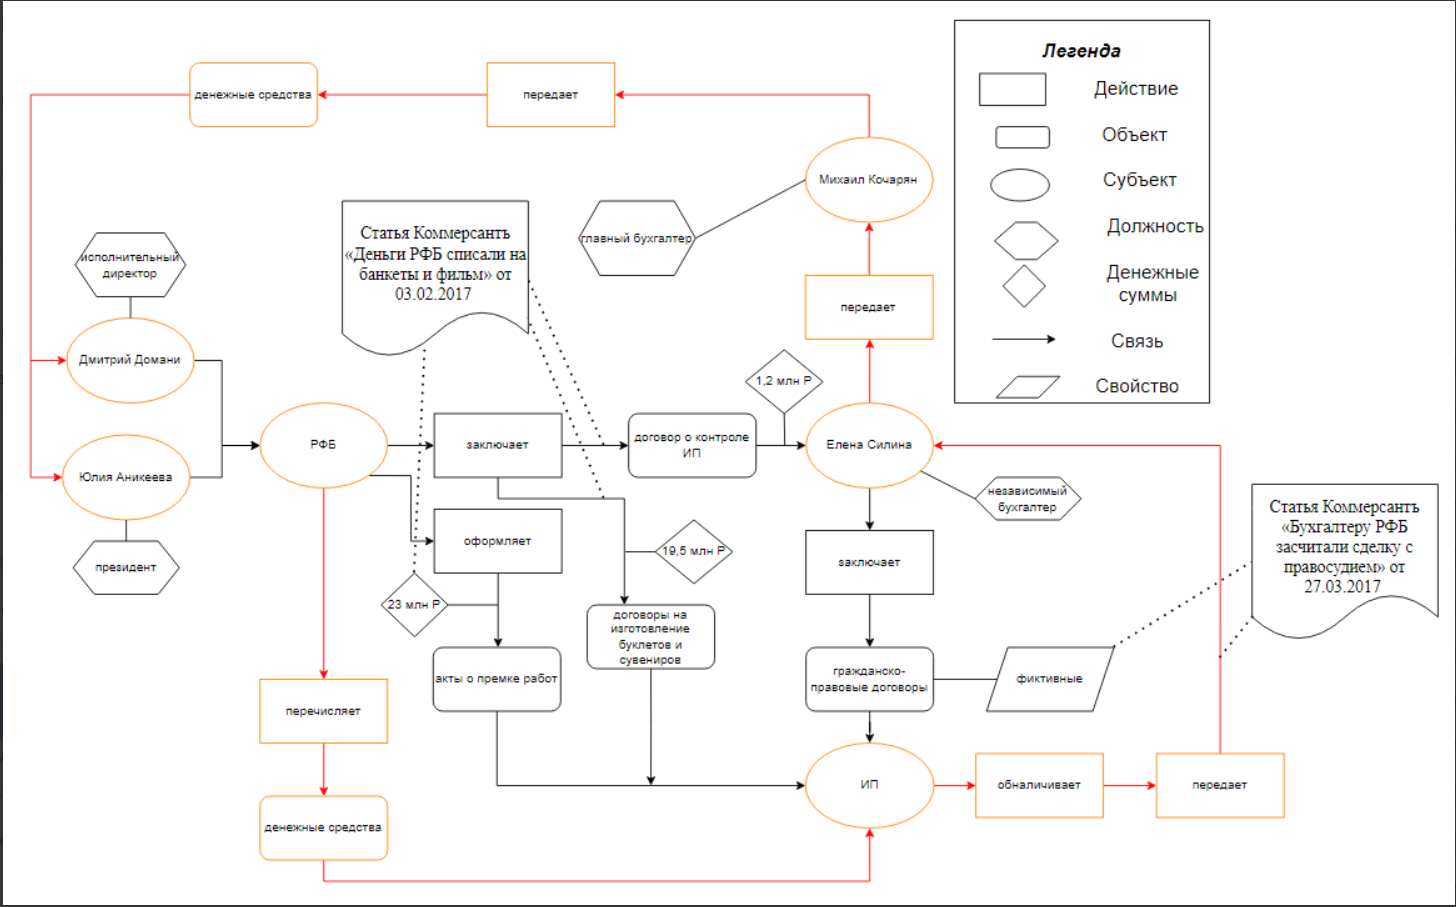 Легенда
Действие
Объект
Субъект
Должность
Денежные
суммы
Связь
Свойство
денежные средства
передает
Михаил Кочарян
главный бухгалтер
Статья Коммерсантъ
«Деньги РФБ списали на
банкеты и фильм» от
03.02.2017
исполнительный
директор
передает
Дмитрий Домани
1,2 млн Р
РФБ
заключает
договор о контроле
ИП
Елена Силина
Юлия Аникеева
независимый
бухгалтер
президент
оформляет
19,5 млн Р
заключает
Статья Коммерсантъ
«Бухгалтеру РФБ
засчитали сделку с
правосудием» от
27.03.2017
23 млн Р
договоры на
изготовление
буклетов и
сувениров
акты о премке работ
гражданско-
правовые договоры
фиктивные
перечисляет
ИП
обналичивает
передает
денежные средства